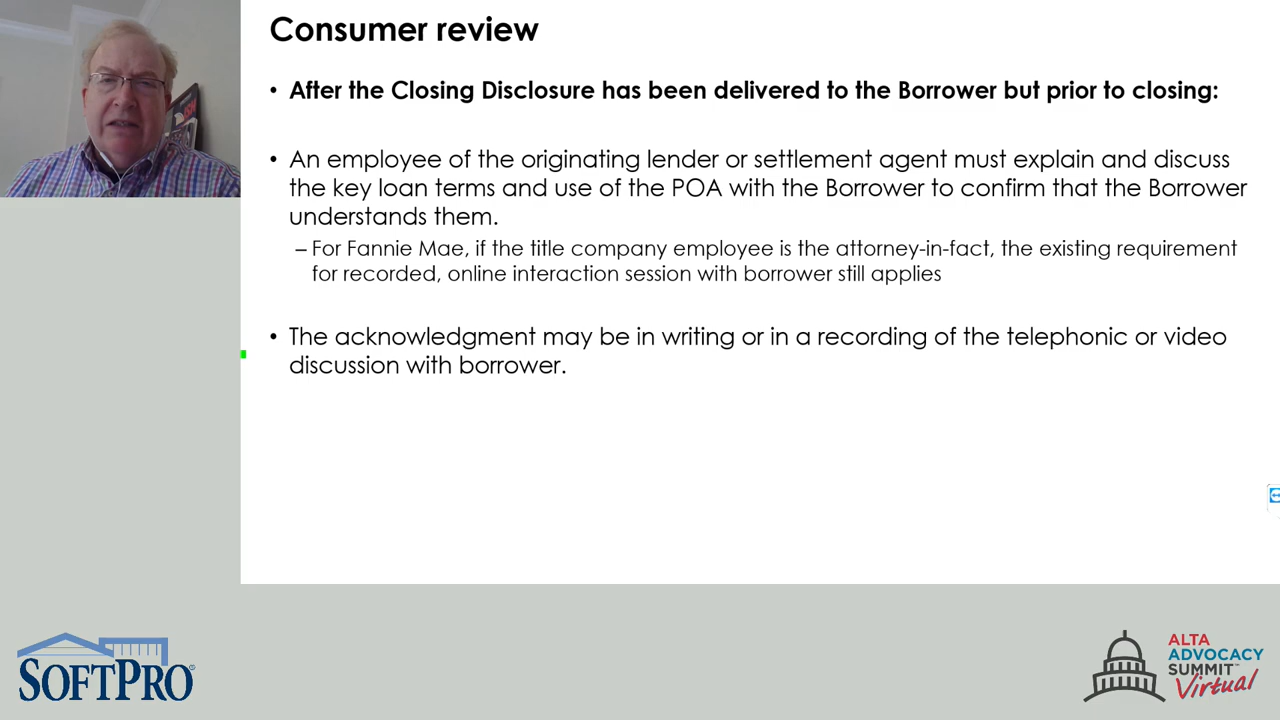 Consumer review
• After the Closing Disclosure has been delivered to the Borrower but prior to closing:
• An employee of the originating lender or settlement agent must explain and discuss
the key loan terms and use of the POA with the Borrower to confirm that the Borrower
understands them.
– For Fannie Mae, if the title company employee is the attorney-in-fact, the existing requirement
for recorded, online interaction session with borrower still applies
• The acknowledgment may be in writing or in a recording of the telephonic or video
discussion with borrower.
SOFTPRO®
ALTA
ADVOCACY
SUMMIT™
Virtual